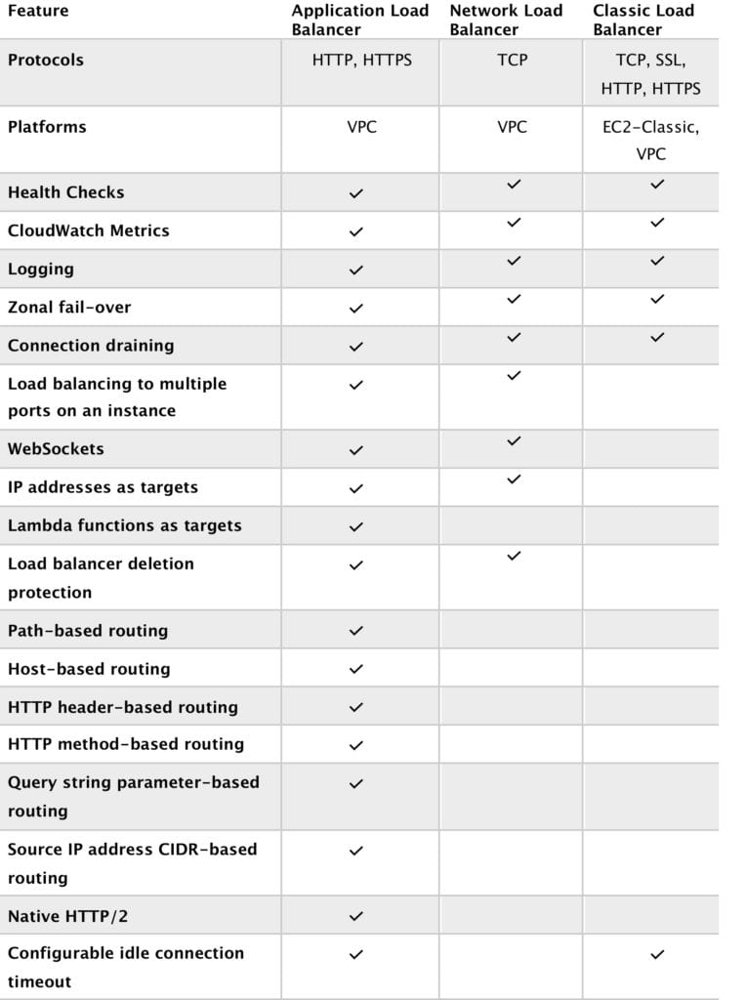 Feature Application Load Network Load Classic Load
Balancer Balancer Balancer
Protocols HTTP, HTTPS TCP TCP, SSL,
HTTP, HTTPS
Platforms VPC VPC EC2-Classic,
VPC
Health Checks ✓ ✓ ✓
CloudWatch Metrics ✓ ✓ ✓
Logging ✓ ✓ ✓
Zonal fail-over ✓ ✓ ✓
Connection draining ✓ ✓ ✓
Load balancing to multiple ✓ ✓
ports on an instance
WebSockets ✓ ✓
IP addresses as targets ✓ ✓
Lambda functions as targets ✓
Load balancer deletion ✓ ✓
protection
Path-based routing ✓
Host-based routing ✓
HTTP header-based routing ✓
HTTP method-based routing ✓
Query string parameter-based ✓
routing
Source IP address CIDR-based ✓
routing
Native HTTP/2 ✓
Configurable idle connection ✓ ✓
timeout